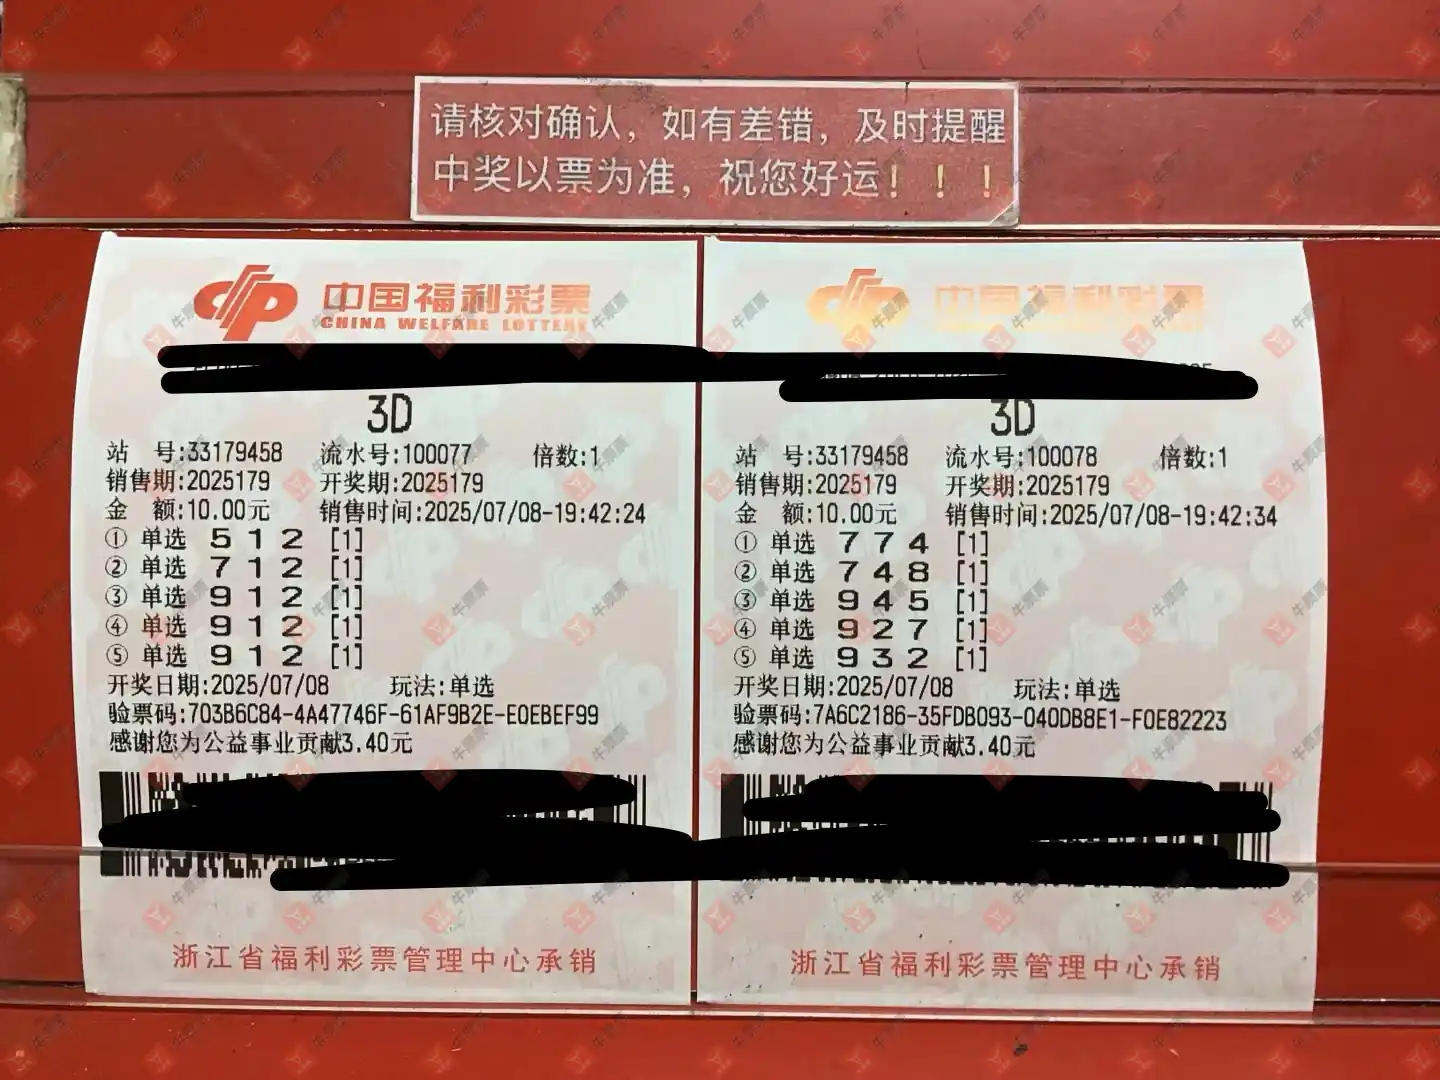 请核对确认，如有差错，及时提醒
中奖以票为准，祝您好运！！！
中国福利彩票
CHINA WELFARE LOTTERY
3D
站 号:33179458 流水号:100077 倍数:1
销售期:2025179 开奖期:2025179
金 额:10.00元 销售时间:2025/07/08-19:42:24
① 单选 5 1 2 [1]
② 单选 7 1 2 [1]
③ 单选 9 1 2 [1]
④ 单选 9 1 2 [1]
⑤ 单选 9 1 2 [1]
开奖日期:2025/07/08 玩法:单选
验票码:703B6C84-4A47746F-61AF9B2E-E0EBEF99
感谢您为公益事业贡献3.40元
浙江省福利彩票管理中心承销
中国福利彩票
3D
站 号:33179458 流水号:100078 倍数:1
销售期:2025179 开奖期:2025179
金 额:10.00元 销售时间:2025/07/08-19:42:34
① 单选 7 7 4 [1]
② 单选 7 4 8 [1]
③ 单选 9 4 5 [1]
④ 单选 9 2 7 [1]
⑤ 单选 9 3 2 [1]
开奖日期:2025/07/08 玩法:单选
验票码:7A6C2186-35FDB093-040DB8E1-F0E82223
感谢您为公益事业贡献3.40元
浙江省福利彩票管理中心承销